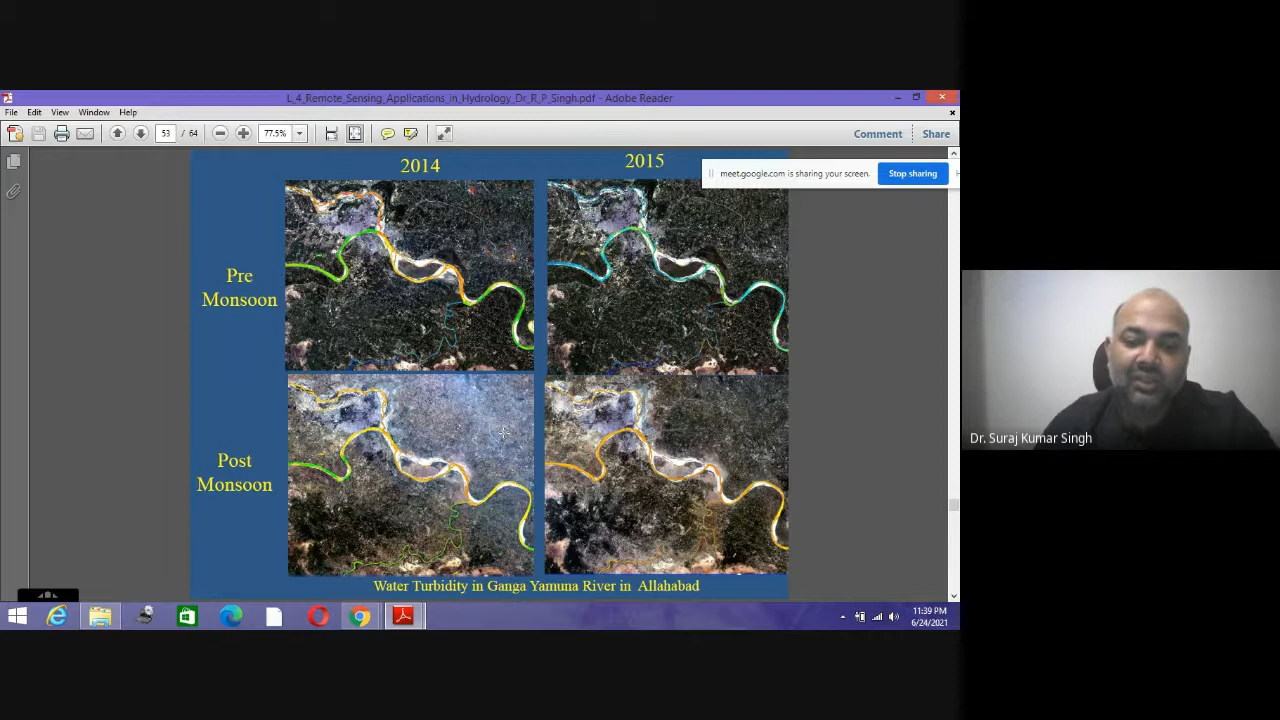 L_4_Remote_Sensing_Applications_in_Hydrology_Dr_R_P_Singh.pdf - Adobe Reader
File Edit View Window Help
53 / 64 77.5% Comment Share
meet.google.com is sharing your screen. Stop sharing H
2014 2015
Pre
Monsoon
Post
Monsoon
Water Turbidity in Ganga Yamuna River in Allahabad
Dr. Suraj Kumar Singh
11:39 PM
6/24/2021